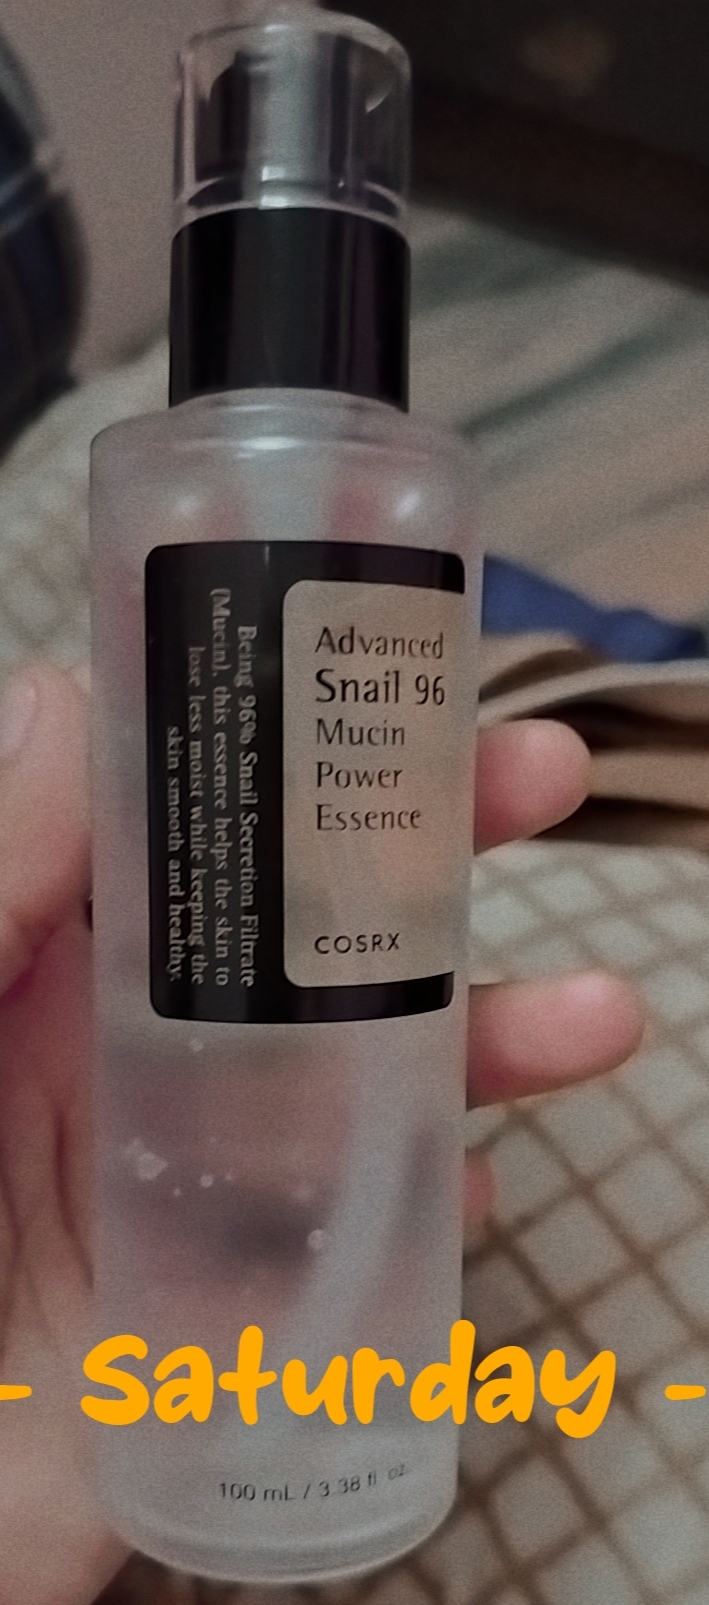 Advanced
Snail 96
Mucin
Power
Essence
COSRX
Being 96% Snail Secretion Filtrate
(Mucin), this essence helps the skin to
lose less moist while keeping the
skin smooth and healthy.
- Saturday -
100 mL / 3.38 fl oz.